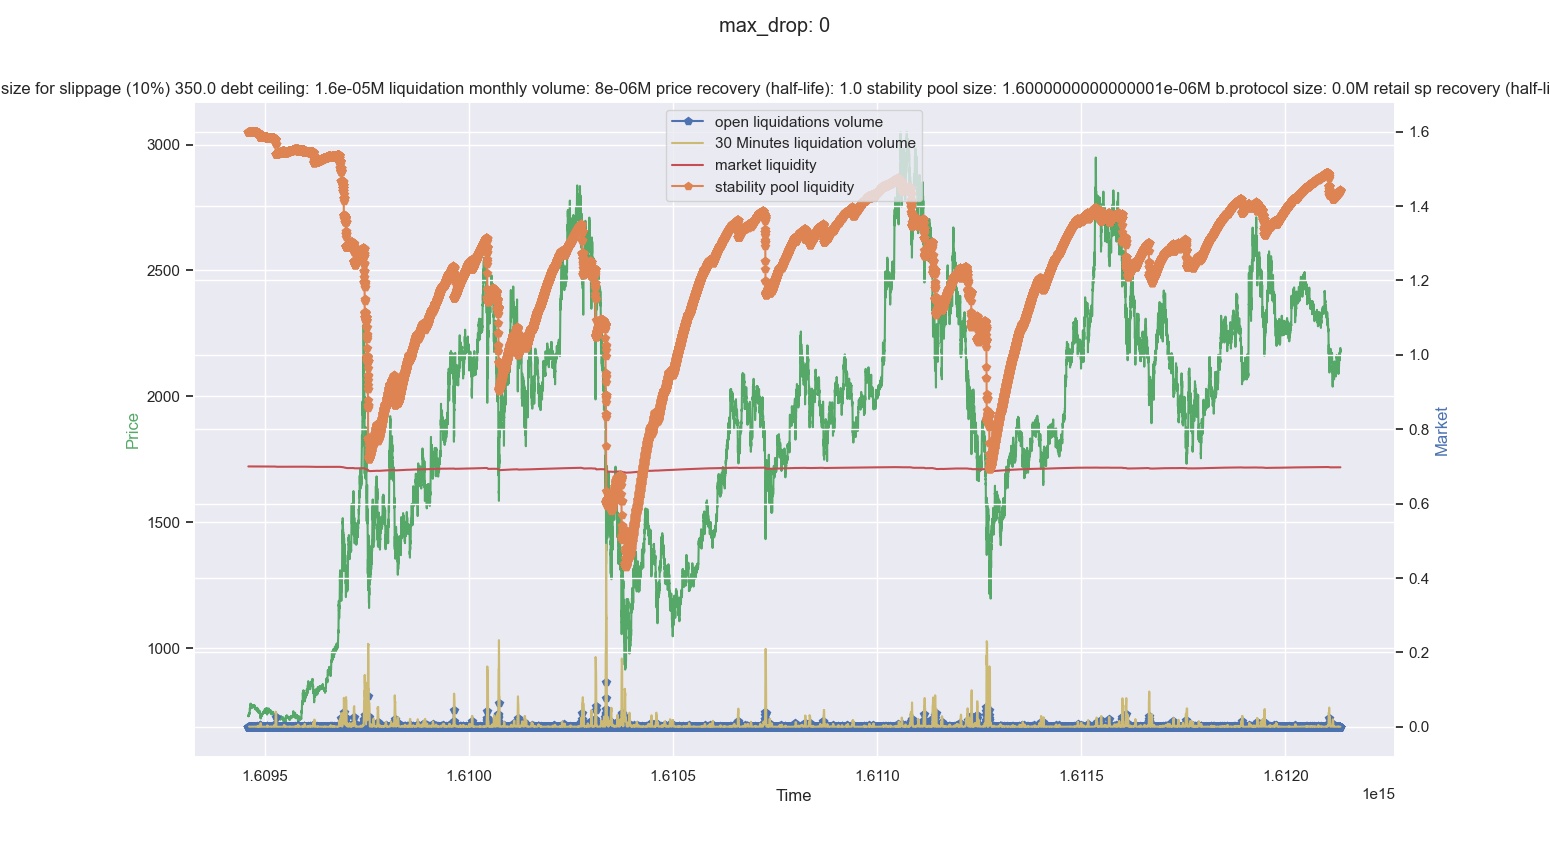 max_drop: 0
size for slippage (10%) 350.0 debt ceiling: 1.6e-05M liquidation monthly volume: 8e-06M price recovery (half-life): 1.0 stability pool size: 1.6000000000000001e-06M b.protocol size: 0.0M retail sp recovery (half-li
open liquidations volume
30 Minutes liquidation volume
market liquidity
stability pool liquidity
3000
2500
2000
1500
1000
Price
1.6
1.4
1.2
1.0
0.8
0.6
0.4
0.2
0.0
Market
1.6095 1.6100 1.6105 1.6110 1.6115 1.6120
Time
1e15